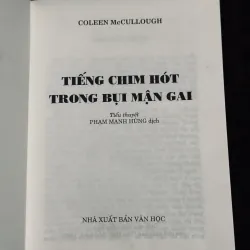 COLEEN McCULLOUGH
TIẾNG CHIM HÓT
TRONG BỤI MẬN GAI
Tiểu thuyết
PHẠM MẠNH HÙNG dịch
NHÀ XUẤT BẢN VĂN HỌC